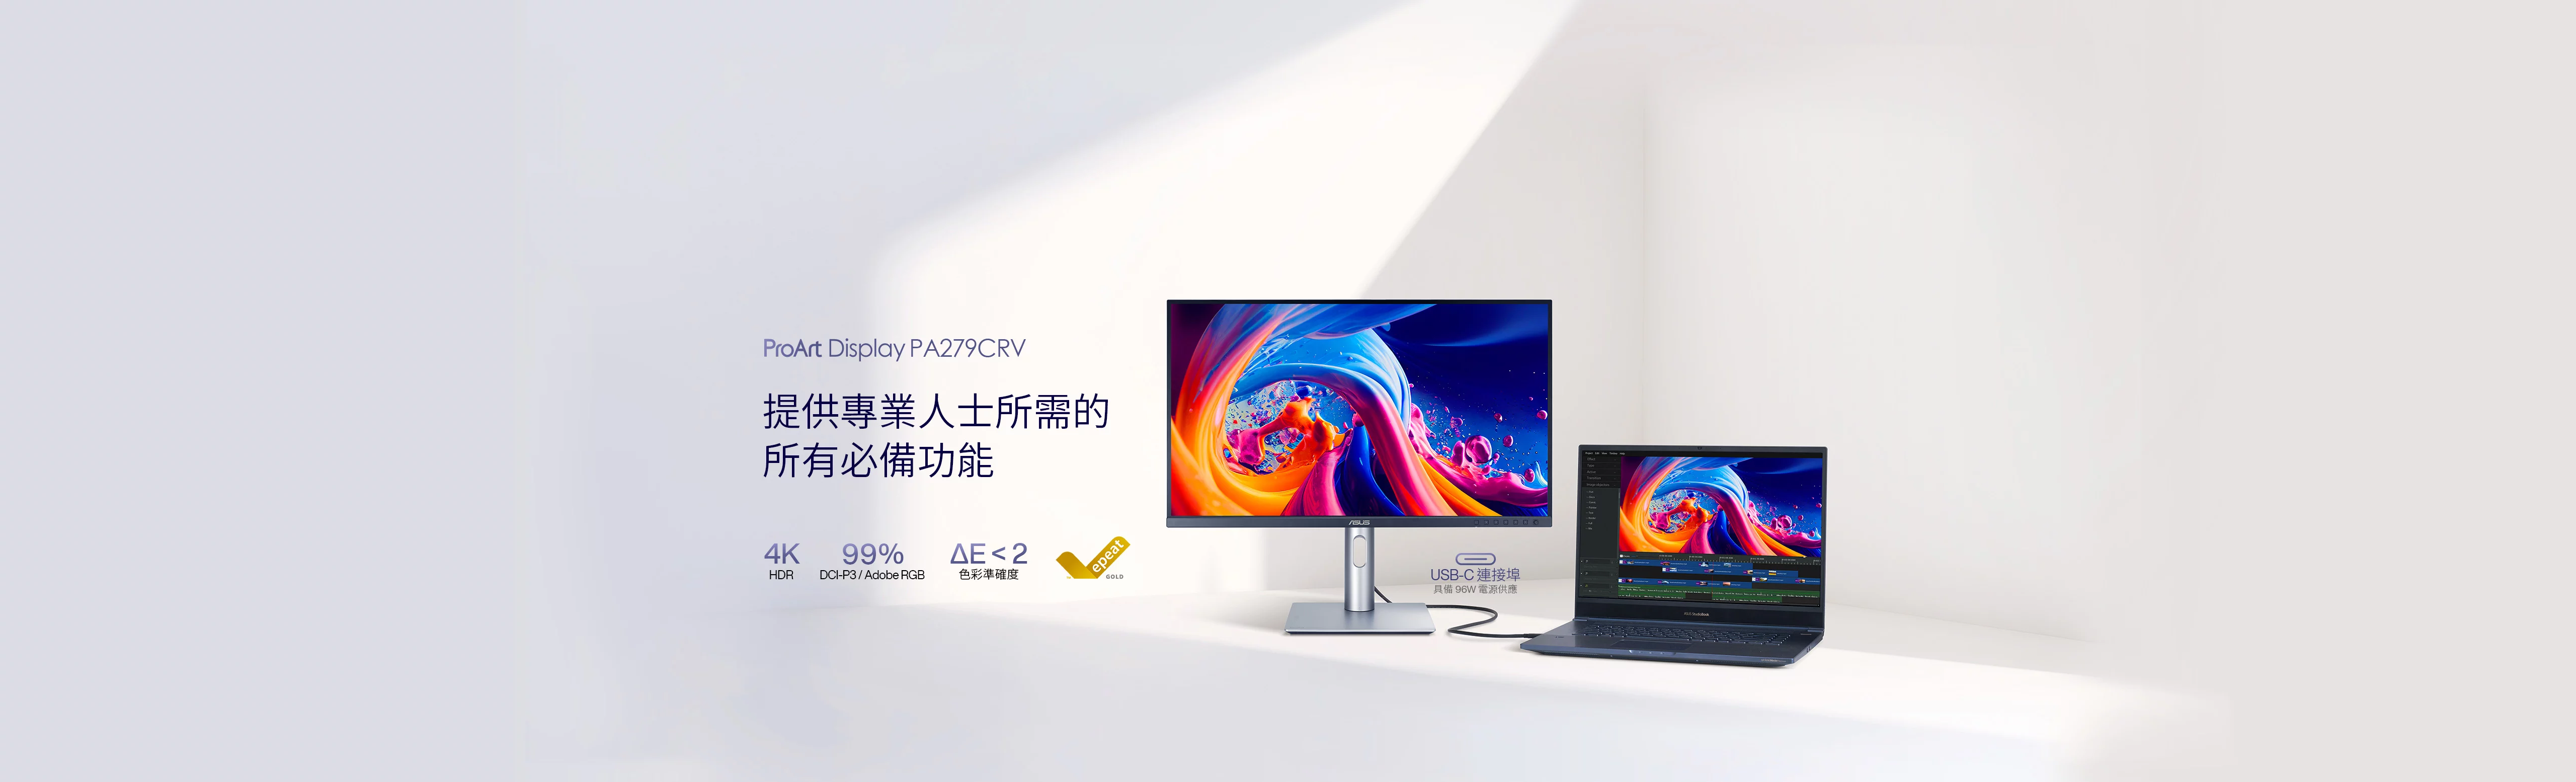 ProArt Display PA279CRV
提供專業人士所需的
所有必備功能
4K
HDR
99%
DCI-P3 / Adobe RGB
ΔE < 2
色彩準確度
epeat
GOLD
ASUS
USB-C 連接埠
具備 96W 電源供應